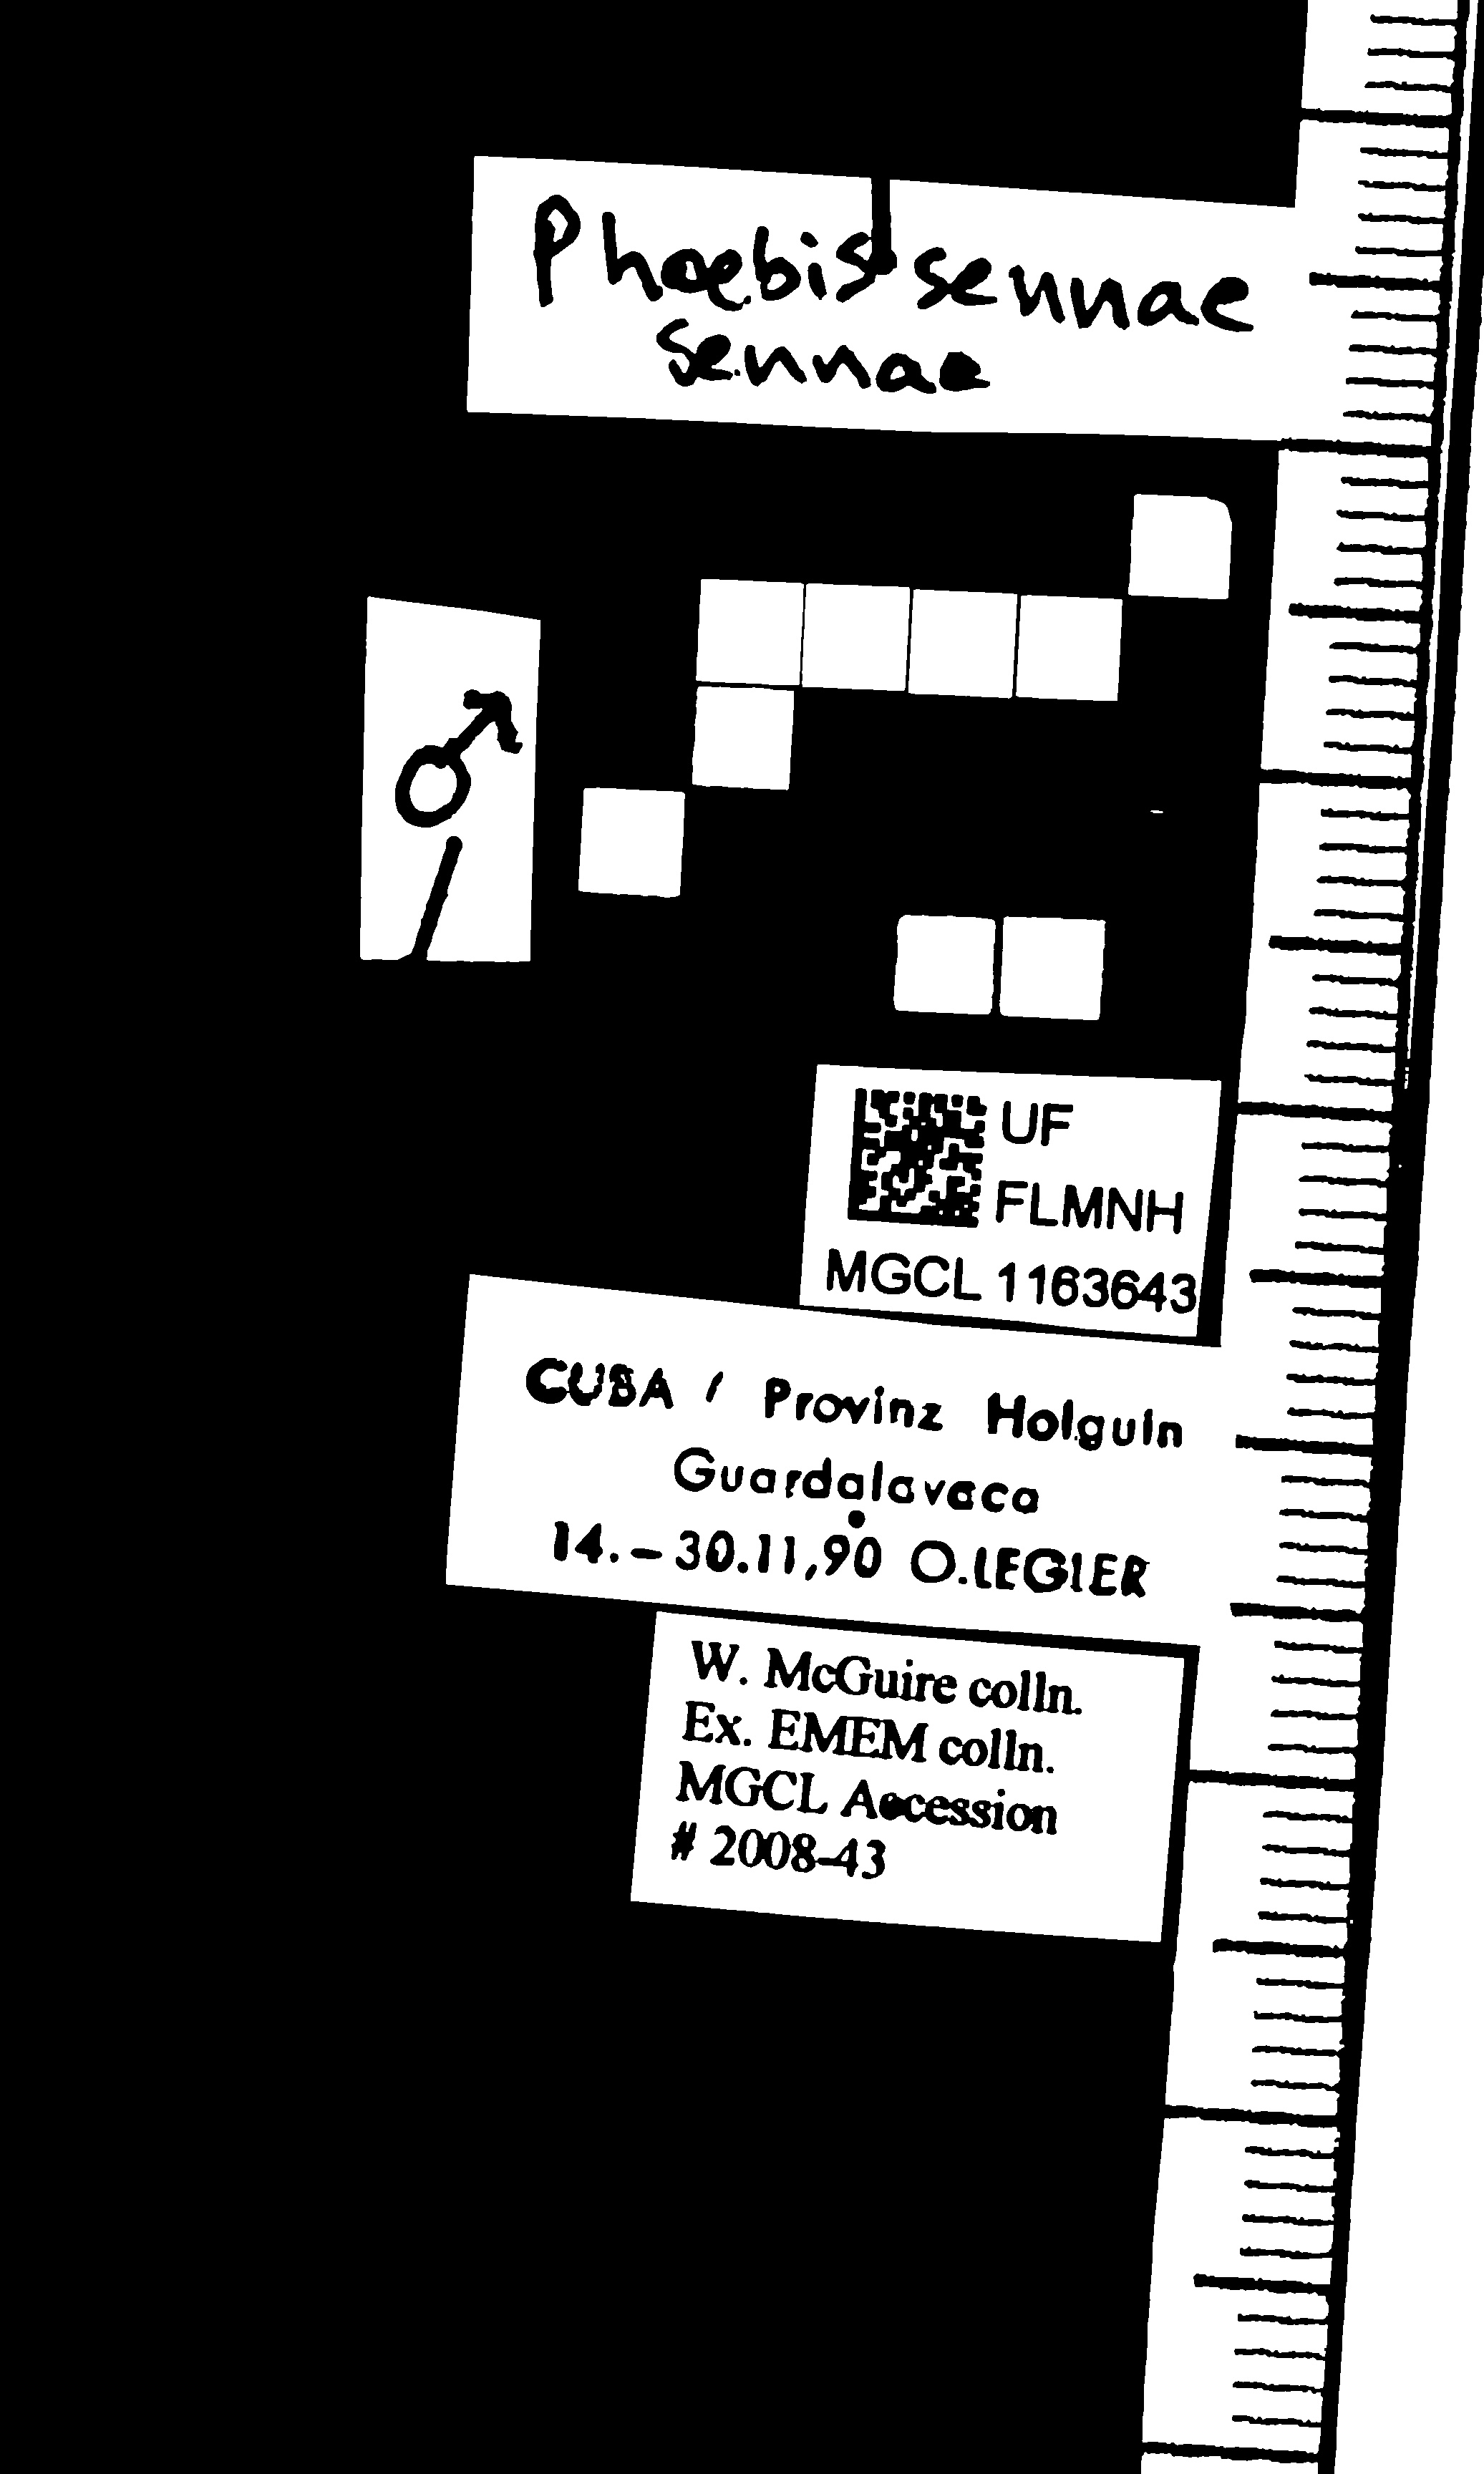 Phoebis sennae
sennae
♂
UF
FLMNH
MGCL 1163643
CUBA / Provinz Holguin
Guardalavaca
14.-30.11.90 O.LEGIER
W. McGuire colln.
Ex. EMEM colln.
MGCL Accession
# 2008-43